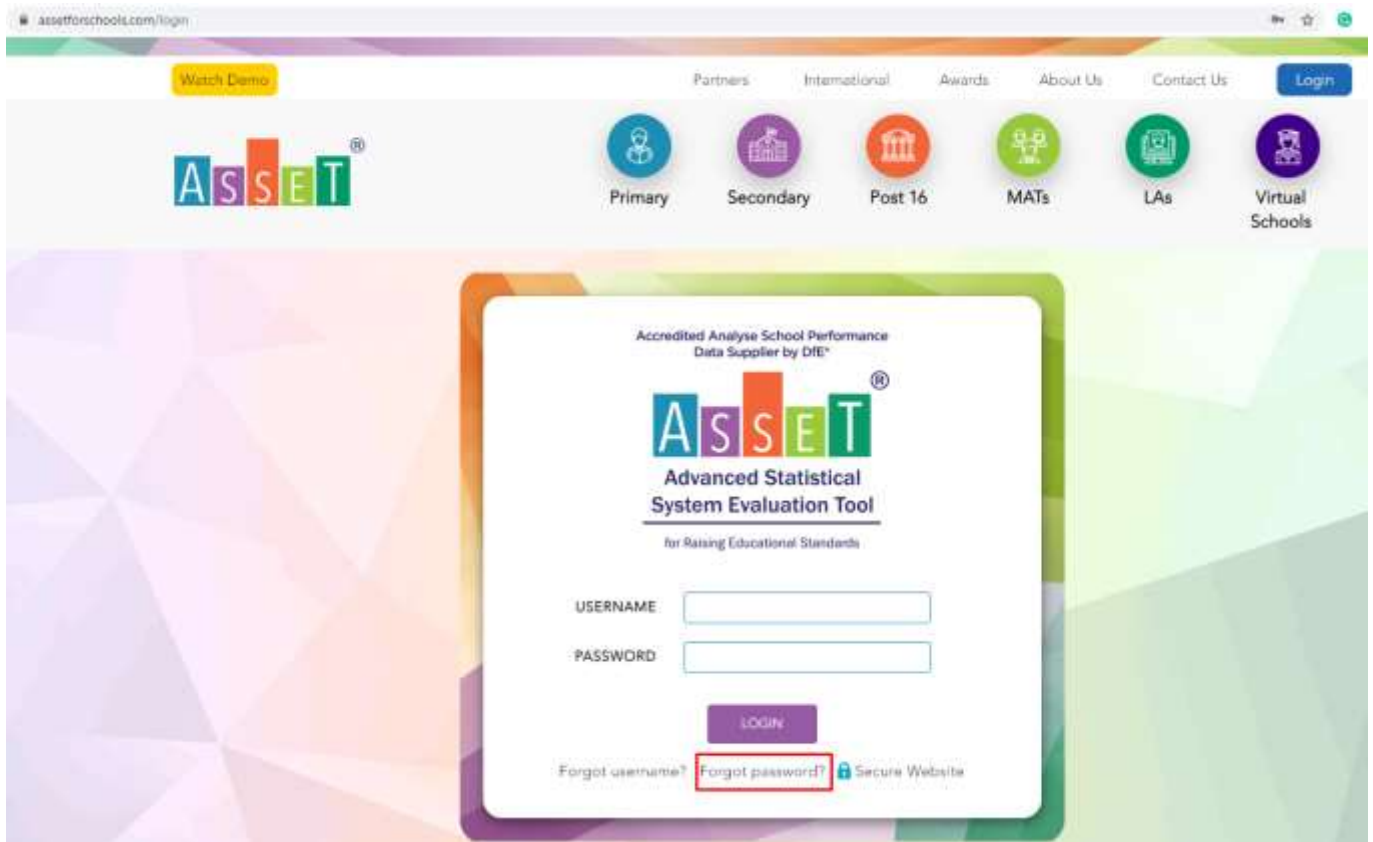 assetforschools.com/login
Watch Demo
Partners International Awards About Us Contact Us Login
ASSET®
Primary Secondary Post 16 MATs LAs Virtual Schools
Accredited Analyse School Performance
Data Supplier by DfE*
ASSET®
Advanced Statistical
System Evaluation Tool
for Raising Educational Standards
USERNAME
PASSWORD
LOGIN
Forgot username? Forgot password? Secure Website